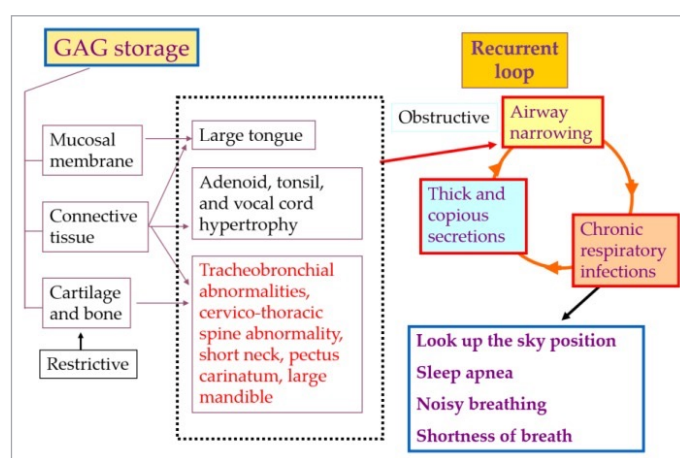 GAG storage
Mucosal
membrane
Connective
tissue
Cartilage
and bone
Restrictive
Large tongue
Adenoid, tonsil,
and vocal cord
hypertrophy
Tracheobronchial
abnormalities,
cervico-thoracic
spine abnormality,
short neck, pectus
carinatum, large
mandible
Recurrent
loop
Obstructive
Airway
narrowing
Thick and
copious
secretions
Chronic
respiratory
infections
Look up the sky position
Sleep apnea
Noisy breathing
Shortness of breath